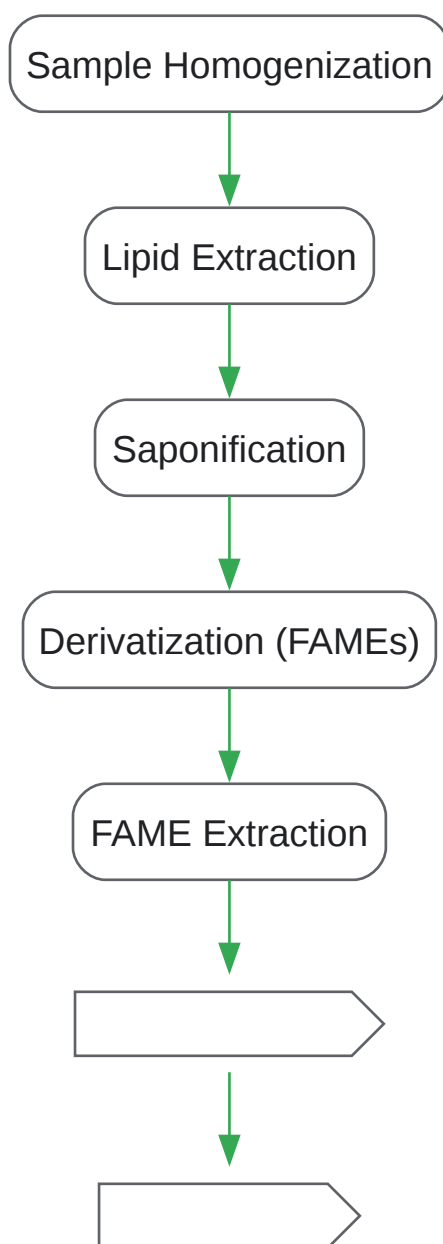 Sample Homogenization
Lipid Extraction
Saponification
Derivatization (FAMEs)
FAME Extraction